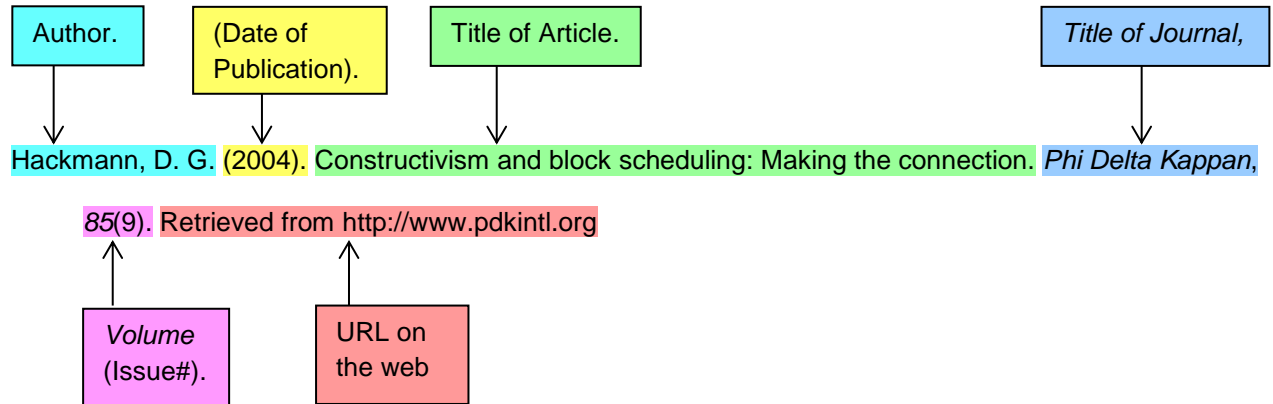 Author.
(Date of
Publication).
Title of Article.
Title of Journal,
Hackmann, D. G. (2004). Constructivism and block scheduling: Making the connection. Phi Delta Kappan,
85(9). Retrieved from http://www.pdkintl.org
Volume
(Issue#).
URL on
the web